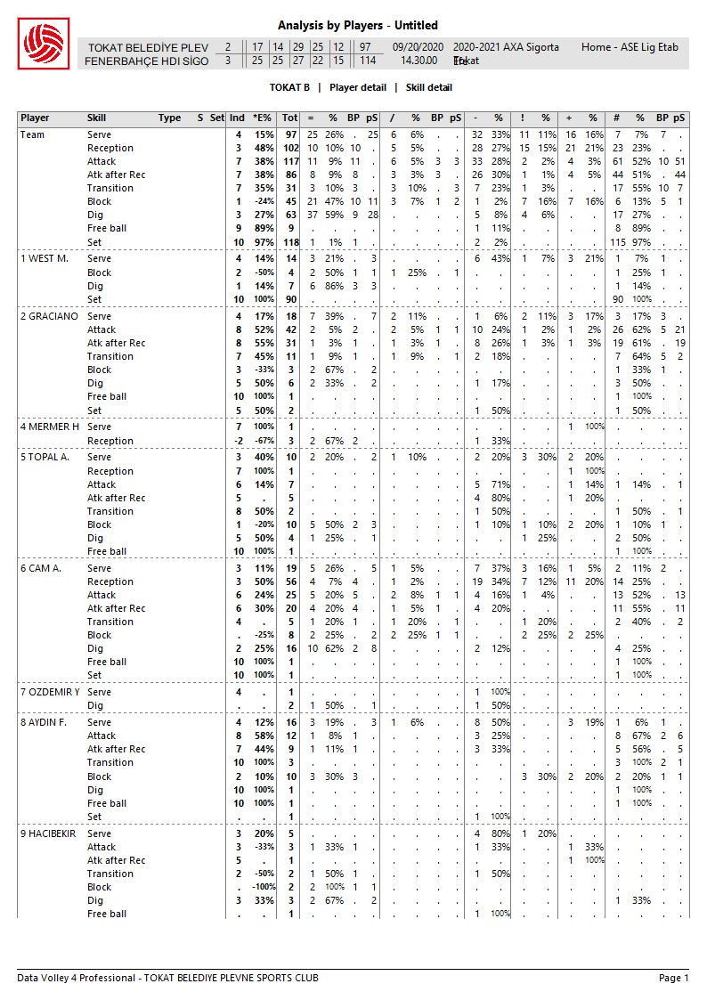 Analysis by Players - Untitled
TOKAT BELEDİYE PLEV 2 17 14 29 25 12 97 09/20/2020 2020-2021 AXA Sigorta Home - ASE Lig Etab
FENERBAHÇE HDI SİGO 3 25 25 27 22 15 114 14.30.00 Tokat
TOKAT B | Player detail | Skill detail
Player Skill Type S Set Ind *E% Tot = % BP pS / % BP pS - % ! % + % # % BP pS
Team Serve 4 15% 97 25 26% . 25 6 6% . . 32 33% 11 11% 16 16% 7 7% 7 .
Reception 3 48% 102 10 10% 10 . 5 5% . . 28 27% 15 15% 21 21% 23 23% . .
Attack 7 38% 117 11 9% 11 . 6 5% 3 3 33 28% 2 2% 4 3% 61 52% 10 51
Atk after Rec 7 38% 86 8 9% 8 . 3 3% 3 . 26 30% 1 1% 4 5% 44 51% . 44
Transition 7 35% 31 3 10% 3 . 3 10% . 3 7 23% 1 3% . . 17 55% 10 7
Block 1 -24% 45 21 47% 10 11 3 7% 1 2 1 2% 7 16% 7 16% 6 13% 5 1
Dig 3 27% 63 37 59% 9 28 . . . . 5 8% 4 6% . . 17 27% . .
Free ball 9 89% 9 . . . . . . . . 1 11% . . . . 8 89% . .
Set 10 97% 118 1 1% 1 . . . . . 2 2% . . . . 115 97% . .
1 WEST M. Serve 4 14% 14 3 21% . 3 . . . . 6 43% 1 7% 3 21% 1 7% 1 .
Block 2 -50% 4 2 50% 1 1 1 25% . 1 . . . . . . 1 25% 1 .
Dig 1 14% 7 6 86% 3 3 . . . . . . . . . . 1 14% . .
Set 10 100% 90 . . . . . . . . . . . . . . 90 100% . .
2 GRACIANO Serve 4 17% 18 7 39% . 7 2 11% . . 1 6% 2 11% 3 17% 3 17% 3 .
Attack 8 52% 42 2 5% 2 . 2 5% 1 1 10 24% 1 2% 1 2% 26 62% 5 21
Atk after Rec 8 55% 31 1 3% 1 . 1 3% 1 . 8 26% 1 3% 1 3% 19 61% . 19
Transition 7 45% 11 1 9% 1 . 1 9% . 1 2 18% . . . . 7 64% 5 2
Block 3 -33% 3 2 67% . 2 . . . . . . . . . . 1 33% 1 .
Dig 5 50% 6 2 33% . 2 . . . . 1 17% . . . . 3 50% . .
Free ball 10 100% 1 . . . . . . . . . . . . . . 1 100% . .
Set 5 50% 2 . . . . . . . . 1 50% . . . . 1 50% . .
4 MERMER H Serve 7 100% 1 . . . . . . . . . . . . 1 100% . . . .
Reception -2 -67% 3 2 67% 2 . . . . . 1 33% . . . . . . . .
5 TOPAL A. Serve 3 40% 10 2 20% . 2 1 10% . . 2 20% 3 30% 2 20% . . . .
Reception 7 100% 1 . . . . . . . . . . . . 1 100% . . . .
Attack 6 14% 7 . . . . . . . . 5 71% . . 1 14% 1 14% . 1
Atk after Rec 5 . 5 . . . . . . . . 4 80% . . 1 20% . . . .
Transition 8 50% 2 . . . . . . . . 1 50% . . . . 1 50% . 1
Block 1 -20% 10 5 50% 2 3 . . . . 1 10% 1 10% 2 20% 1 10% 1 .
Dig 5 50% 4 1 25% . 1 . . . . . . 1 25% . . 2 50% . .
Free ball 10 100% 1 . . . . . . . . . . . . . . 1 100% . .
6 CAM A. Serve 3 11% 19 5 26% . 5 1 5% . . 7 37% 3 16% 1 5% 2 11% 2 .
Reception 3 50% 56 4 7% 4 . 1 2% . . 19 34% 7 12% 11 20% 14 25% . .
Attack 6 24% 25 5 20% 5 . 2 8% 1 1 4 16% 1 4% . . 13 52% . 13
Atk after Rec 6 30% 20 4 20% 4 . 1 5% 1 . 4 20% . . . . 11 55% . 11
Transition 4 . 5 1 20% 1 . 1 20% . 1 . . 1 20% . . 2 40% . 2
Block . -25% 8 2 25% . 2 2 25% 1 1 . . 2 25% 2 25% . . . .
Dig 2 25% 16 10 62% 2 8 . . . . 2 12% . . . . 4 25% . .
Free ball 10 100% 1 . . . . . . . . . . . . . . 1 100% . .
Set 10 100% 1 . . . . . . . . . . . . . . 1 100% . .
7 OZDEMIR Y Serve 4 . 1 . . . . . . . . 1 100% . . . . . . . .
Dig . . 2 1 50% . 1 . . . . 1 50% . . . . . . . .
8 AYDIN F. Serve 4 12% 16 3 19% . 3 1 6% . . 8 50% . . 3 19% 1 6% 1 .
Attack 8 58% 12 1 8% 1 . . . . . 3 25% . . . . 8 67% 2 6
Atk after Rec 7 44% 9 1 11% 1 . . . . . 3 33% . . . . 5 56% . 5
Transition 10 100% 3 . . . . . . . . . . . . . . 3 100% 2 1
Block 2 10% 10 3 30% 3 . . . . . . . 3 30% 2 20% 2 20% 1 1
Dig 10 100% 1 . . . . . . . . . . . . . . 1 100% . .
Free ball 10 100% 1 . . . . . . . . . . . . . . 1 100% . .
Set . . 1 . . . . . . . . 1 100% . . . . . . . .
9 HACIBEKIR Serve 3 20% 5 . . . . . . . . 4 80% 1 20% . . . . . .
Attack 3 -33% 3 1 33% 1 . . . . . 1 33% . . 1 33% . . . .
Atk after Rec 5 . 1 . . . . . . . . . . . . 1 100% . . . .
Transition 2 -50% 2 1 50% 1 . . . . . 1 50% . . . . . . . .
Block . -100% 2 2 100% 1 1 . . . . . . . . . . . . . .
Dig 3 33% 3 2 67% . 2 . . . . . . . . . . 1 33% . .
Free ball . . 1 . . . . . . . . 1 100% . . . . . . . .
Data Volley 4 Professional - TOKAT BELEDIYE PLEVNE SPORTS CLUB Page 1